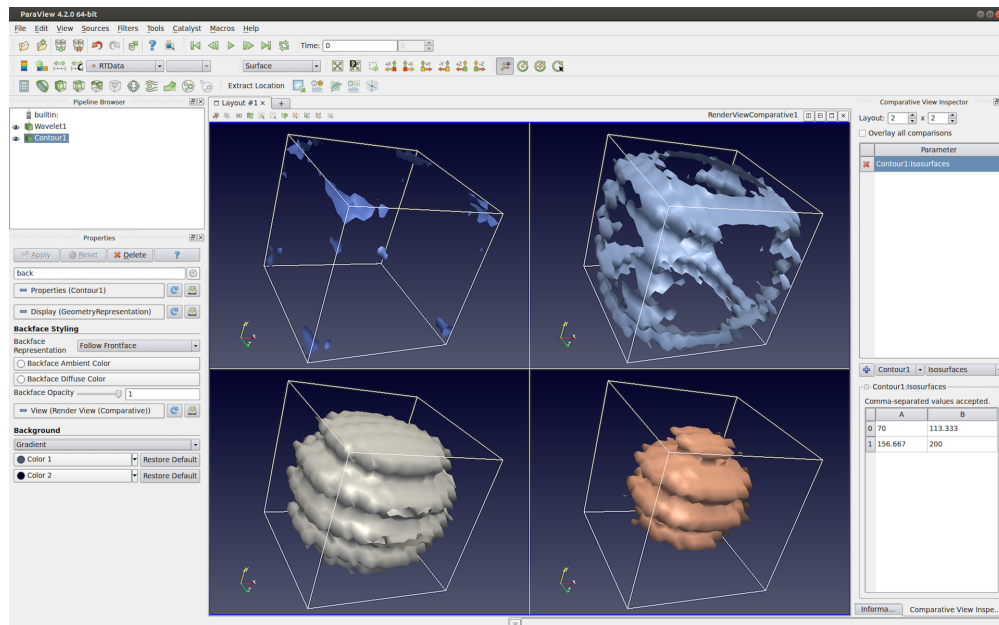 ParaView 4.2.0 64-bit
File Edit View Sources Filters Tools Catalyst Macros Help
Time: 0 0
RTData Surface
Extract Location
Pipeline Browser
builtin:
Wavelet1
Contour1
Properties
Apply Reset Delete ?
back
Properties (Contour1)
Display (GeometryRepresentation)
Backface Styling
Backface Representation Follow Frontface
Backface Ambient Color
Backface Diffuse Color
Backface Opacity 1
View (Render View (Comparative))
Background
Gradient
Color 1 Restore Default
Color 2 Restore Default
Layout #1 × +
3D RenderViewComparative1
Comparative View Inspector
Layout: 2 x 2
Overlay all comparisons
Parameter
Contour1:Isosurfaces
Contour1 Isosurfaces
Contour1:Isosurfaces
Comma-separated values accepted.
A B
0 70 113.333
1 156.667 200
Informa... Comparative View Inspe...